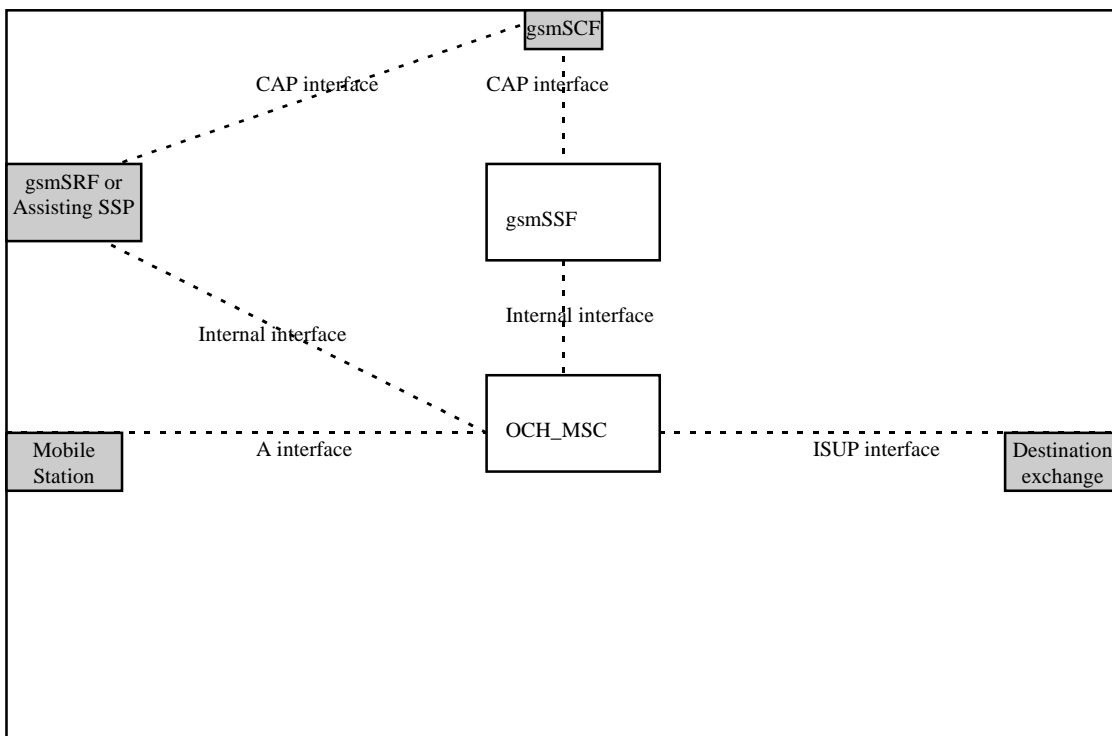 gsmSCF
CAP interface
CAP interface
gsmSRF or
Assisting SSP
gsmSSF
Internal interface
Internal interface
OCH_MSC
Mobile
Station
A interface
ISUP interface
Destination
exchange